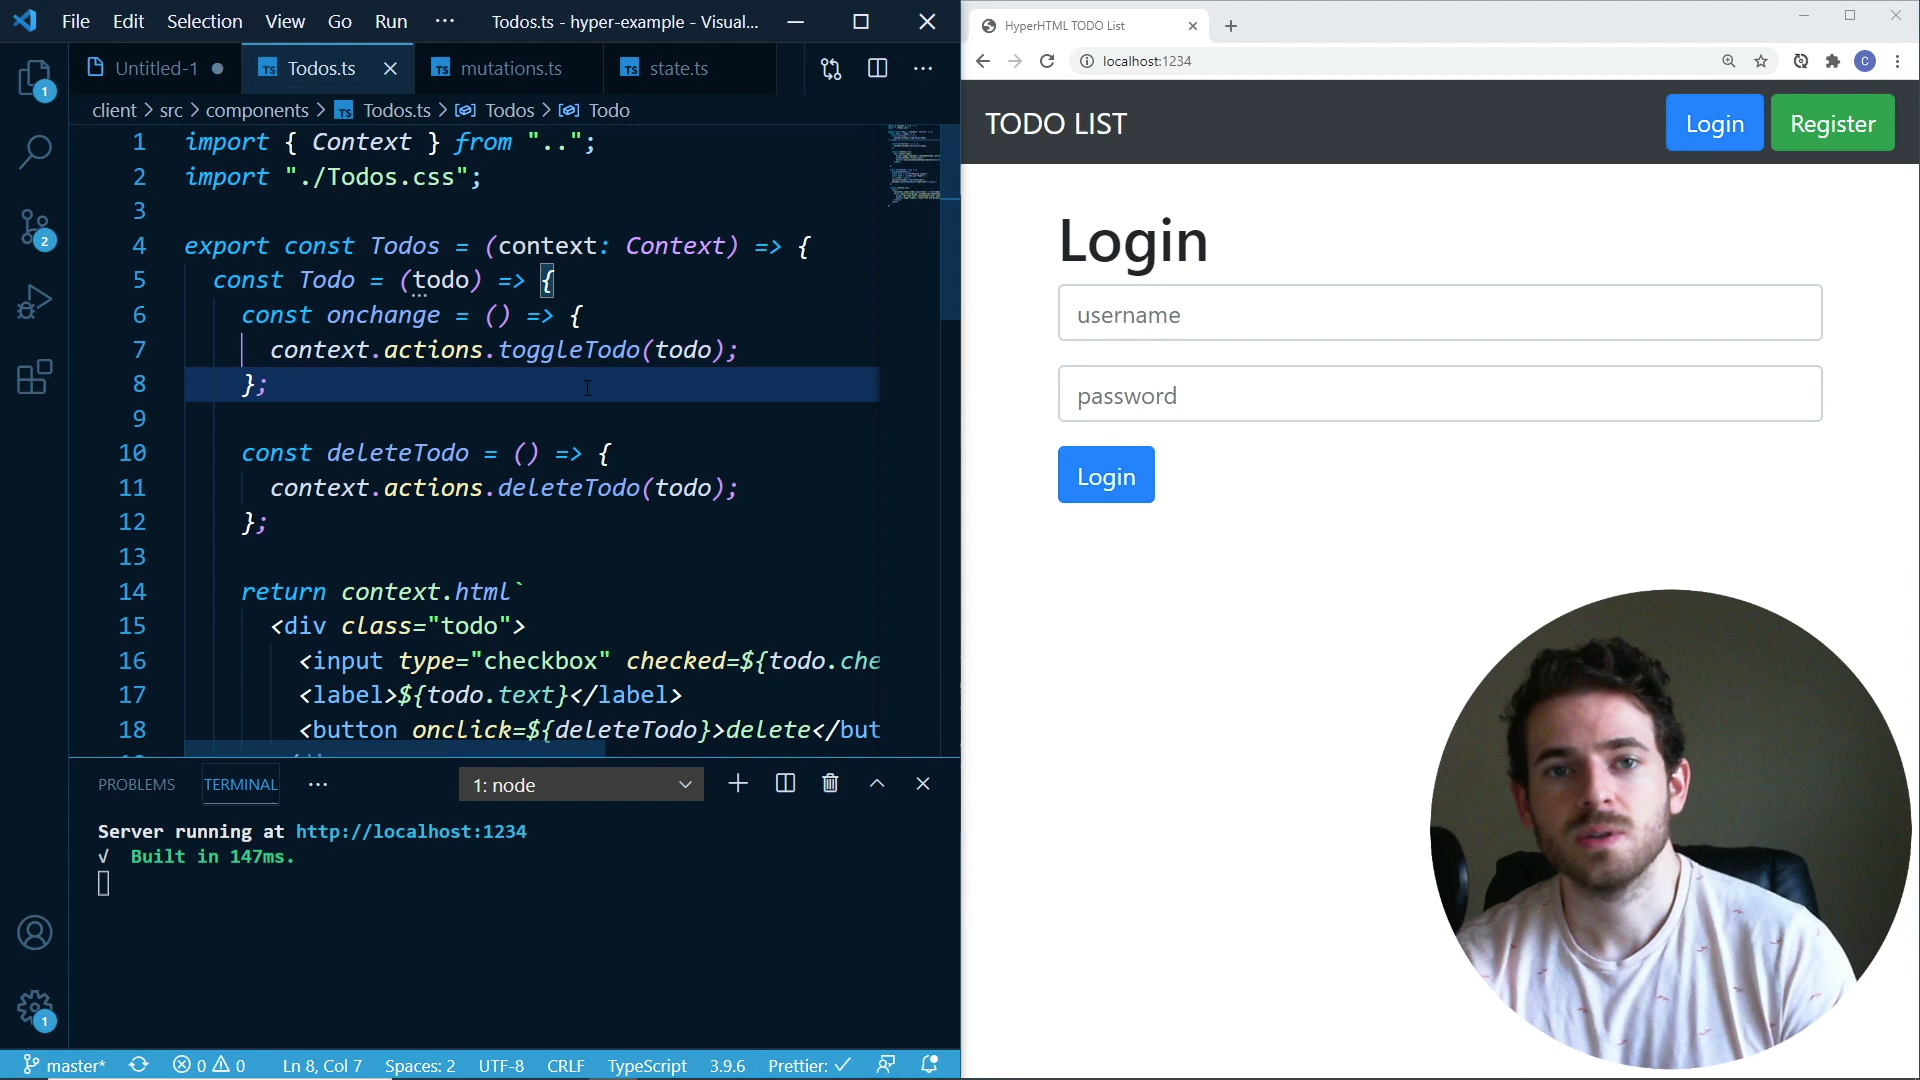 File Edit Selection View Go Run ··· Todos.ts - hyper-example - Visual...
Untitled-1 TS Todos.ts TS mutations.ts TS state.ts
client > src > components > TS Todos.ts > Todos > Todo
1 import { Context } from "..";
2 import "./Todos.css";
3
4 export const Todos = (context: Context) => {
5 const Todo = (todo) => {
6 const onchange = () => {
7 context.actions.toggleTodo(todo);
8 };
9
10 const deleteTodo = () => {
11 context.actions.deleteTodo(todo);
12 };
13
14 return context.html`
15 <div class="todo">
16 <input type="checkbox" checked=${todo.che
17 <label>${todo.text}</label>
18 <button onclick=${deleteTodo}>delete</but
1
2
1
PROBLEMS TERMINAL ··· 1: node
Server running at http://localhost:1234
√ Built in 147ms.
master* 0 0 Ln 8, Col 7 Spaces: 2 UTF-8 CRLF TypeScript 3.9.6 Prettier: ✓
HyperHTML TODO List
localhost:1234
C
TODO LIST
Login Register
Login
username
password
Login